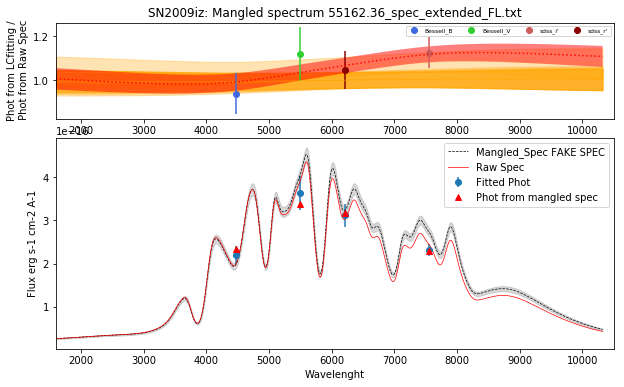 SN2009iz: Mangled spectrum 55162.36_spec_extended_FL.txt
Phot from LCfitting /
Phot from Raw Spec
1.2
1.0
Bessell_B
Bessell_V
sdss_i'
sdss_r'
2000 3000 4000 5000 6000 7000 8000 9000 10000
Flux erg s-1 cm-2 A-1
4
3
2
1
Mangled_Spec FAKE SPEC
Raw Spec
Fitted Phot
Phot from mangled spec
2000 3000 4000 5000 6000 7000 8000 9000 10000
Wavelenght